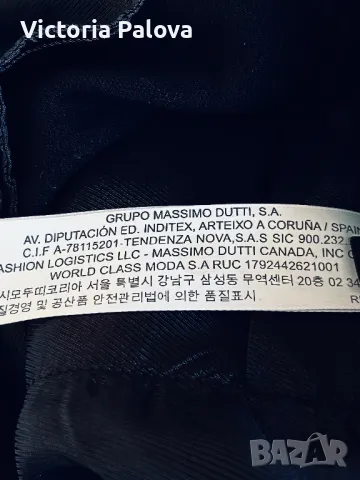 Victoria Palova
GRUPO MASSIMO DUTTI, S.A.
AV. DIPUTACIÓN ED. INDITEX, ARTEIXO A CORUÑA / SPAIN
C.I.F A-78115201-TENDENZA NOVA,S.A.S SIC 900.232.
ASHION LOGISTICS LLC - MASSIMO DUTTI CANADA, INC
WORLD CLASS MODA S.A RUC 1792442621001
시모두띠코리아 서울 특별시 강남구 삼성동 무역센터 20층 02 34
질경영 및 공산품 안전관리법에 의한 품질표시
BAZAR